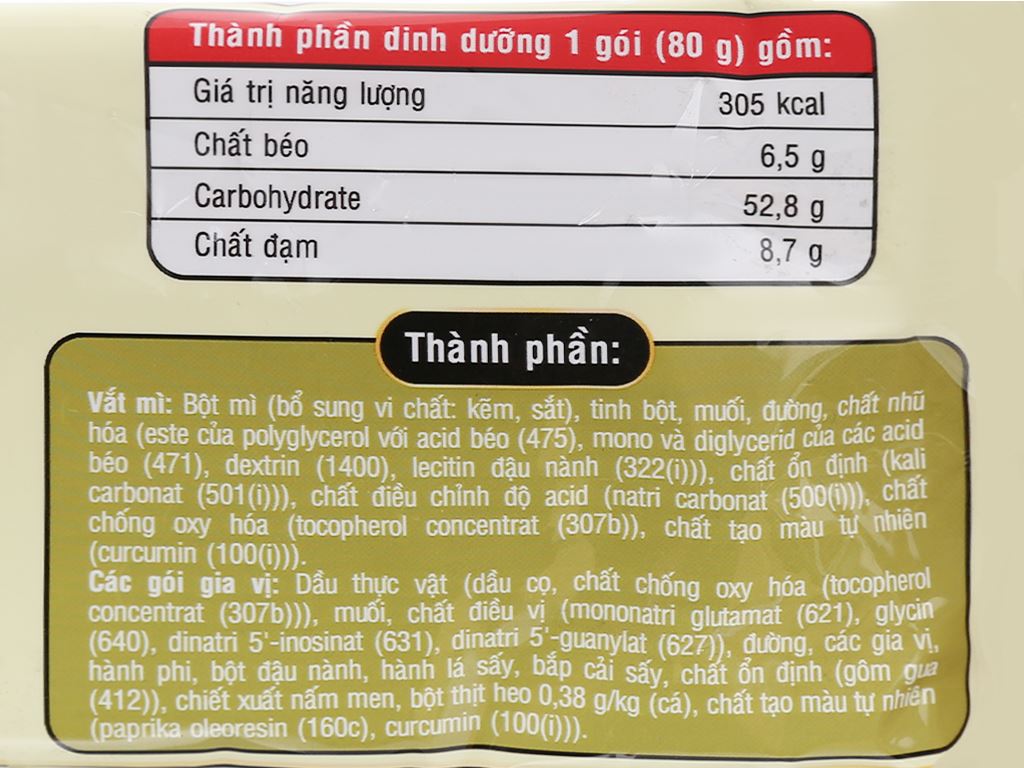 Thành phần dinh dưỡng 1 gói (80 g) gồm:
Giá trị năng lượng 305 kcal
Chất béo 6,5 g
Carbohydrate 52,8 g
Chất đạm 8,7 g
Thành phần:
Vắt mì: Bột mì (bổ sung vi chất: kẽm, sắt), tinh bột, muối, đường, chất nhũ
hóa (este của polyglycerol với acid béo (475), mono và diglycerid của các acid
béo (471), dextrin (1400), lecitin đậu nành (322(i))), chất ổn định (kali
carbonat (501(i))), chất điều chỉnh độ acid (natri carbonat (500(i))), chất
chống oxy hóa (tocopherol concentrat (307b)), chất tạo màu tự nhiên
(curcumin (100(i))).
Các gói gia vị: Dầu thực vật (dầu cọ, chất chống oxy hóa (tocopherol
concentrat (307b))), muối, chất điều vị (mononatri glutamat (621), glycin
(640), dinatri 5'-inosinat (631), dinatri 5'-guanylat (627)), đường, các gia vị,
hành phi, bột đậu nành, hành lá sấy, bắp cải sấy, chất ổn định (gôm gua
(412)), chiết xuất nấm men, bột thịt heo 0,38 g/kg (cá), chất tạo màu tự nhiên
(paprika oleoresin (160c), curcumin (100(i))).